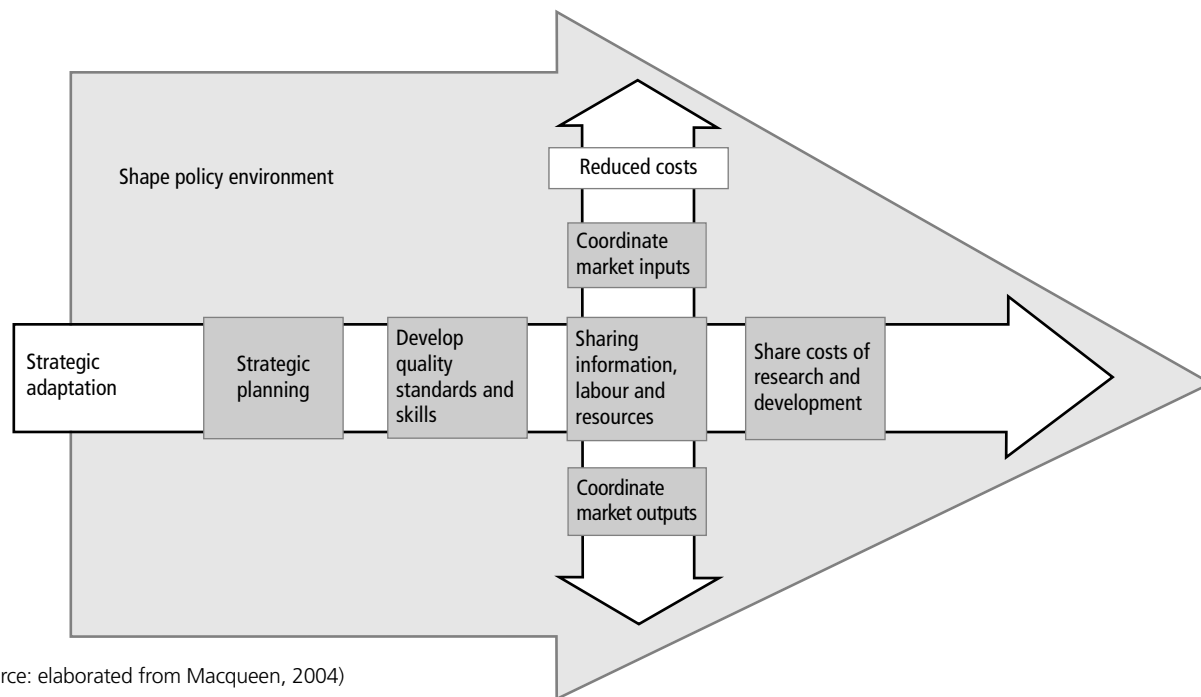 Shape policy environment
Reduced costs
Coordinate
market inputs
Strategic
adaptation
Strategic
planning
Develop
quality
standards and
skills
Sharing
information,
labour and
resources
Share costs of
research and
development
Coordinate
market outputs
rce: elaborated from Macqueen, 2004)